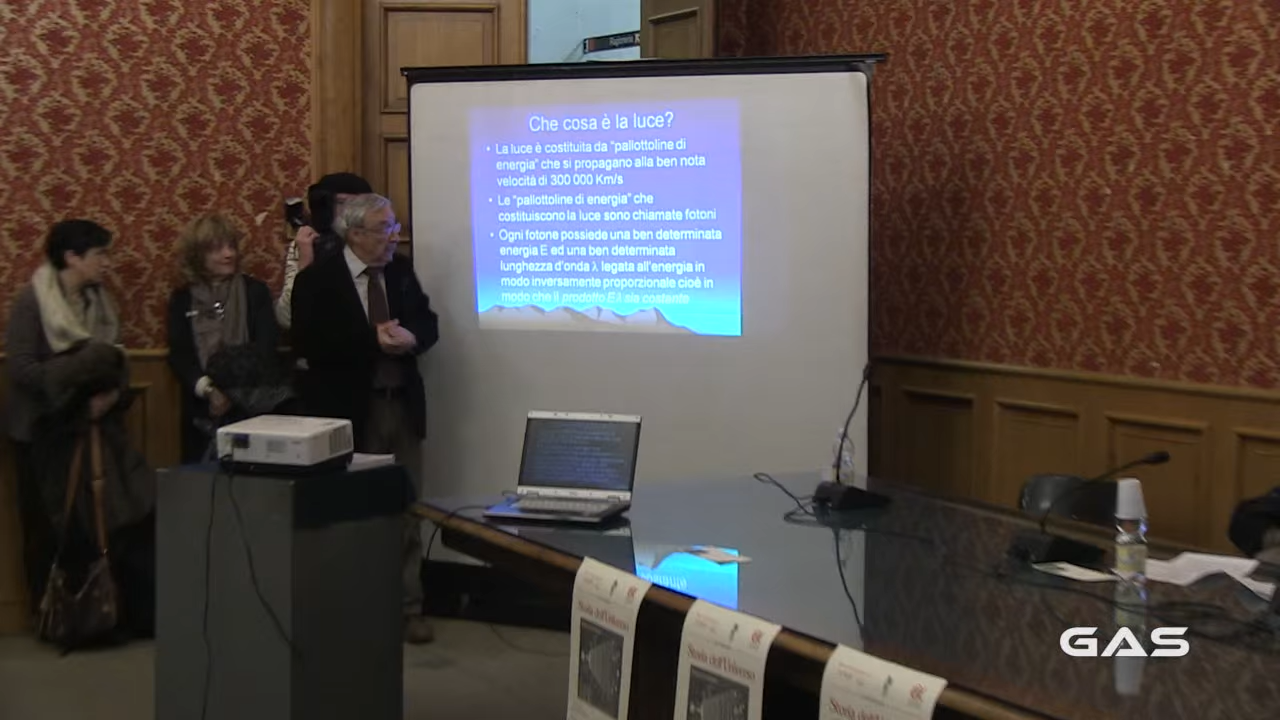 Che cosa è la luce?
• La luce è costituita da "pallottoline di
energia" che si propagano alla ben nota
velocità di 300 000 Km/s
• Le "pallottoline di energia" che
costituiscono la luce sono chiamate fotoni
• Ogni fotone possiede una ben determinata
energia E ed una ben determinata
lunghezza d'onda λ legata all'energia in
modo inversamente proporzionale cioè in
modo che il prodotto Eλ sia costante
Storia dell'Universo
Storia dell'Universo
GAS